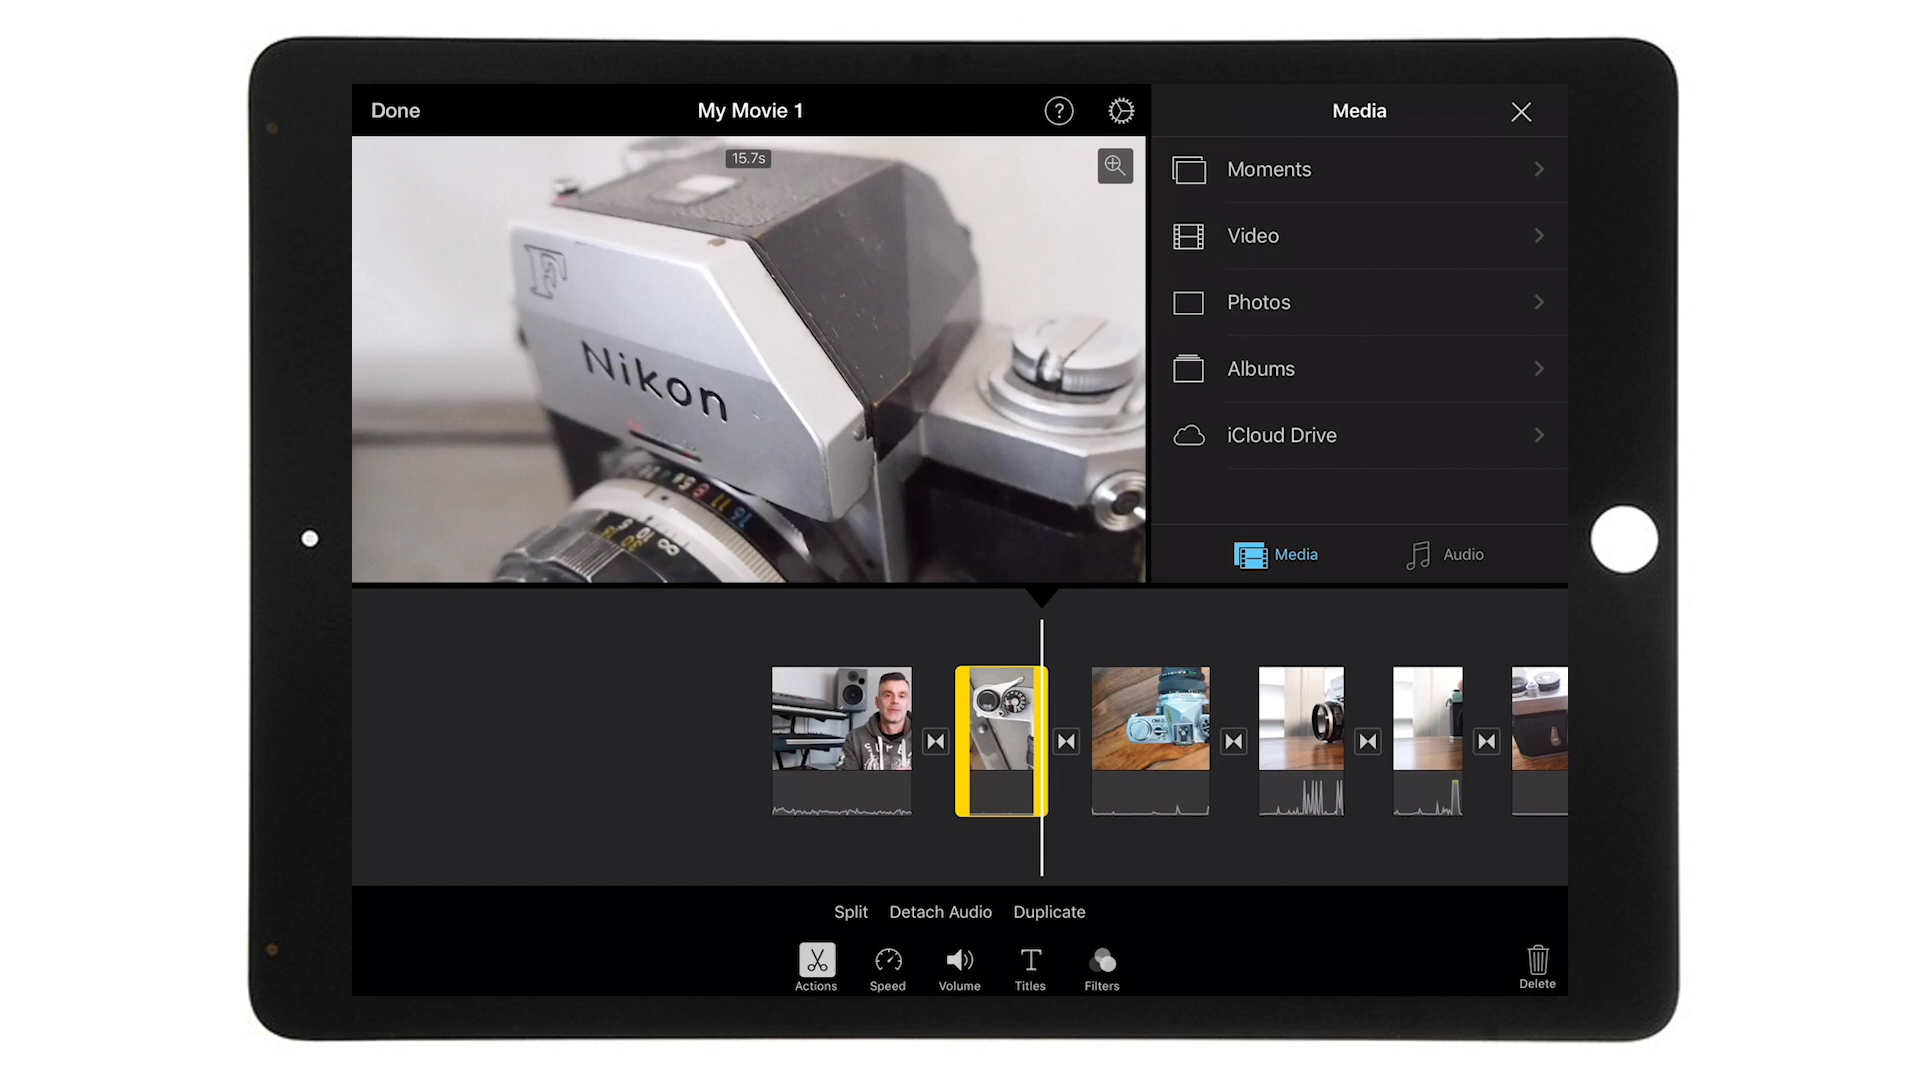 Done
My Movie 1
?
Media
15.7s
F
Nikon
Moments
Video
Photos
Albums
iCloud Drive
Media
Audio
Split Detach Audio Duplicate
Actions
Speed
Volume
T
Titles
Filters
Delete